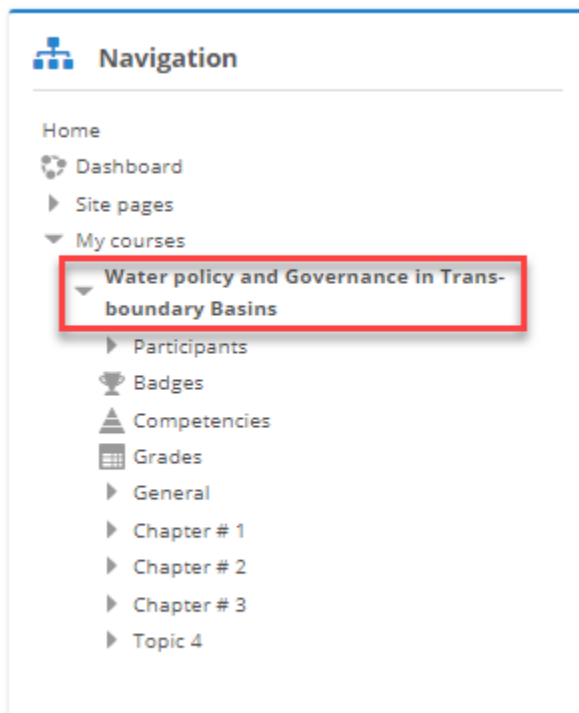 Navigation
Home
Dashboard
Site pages
My courses
Water policy and Governance in Trans-
boundary Basins
Participants
Badges
Competencies
Grades
General
Chapter # 1
Chapter # 2
Chapter # 3
Topic 4